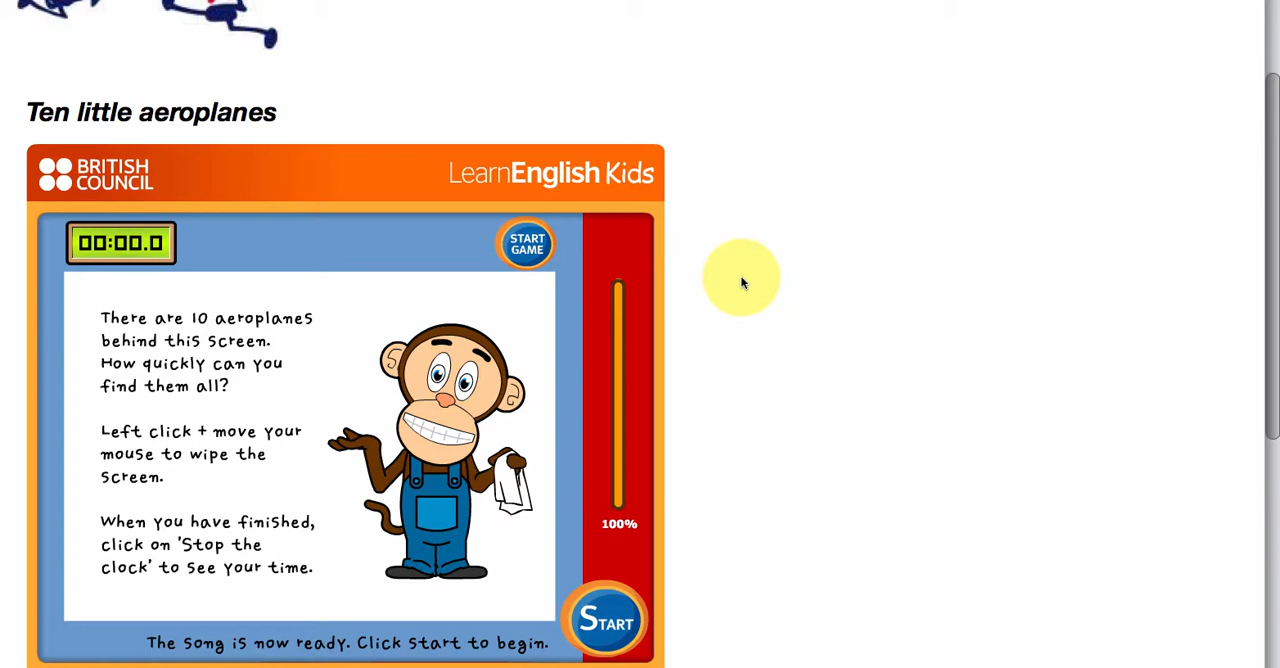 Ten little aeroplanes
BRITISH
COUNCIL
LearnEnglish Kids
00:00.0
START
GAME
There are 10 aeroplanes
behind this screen.
How quickly can you
find them all?
Left click + move your
mouse to wipe the
screen.
When you have finished,
click on 'Stop the
clock' to see your time.
100%
START
The song is now ready. Click start to begin.